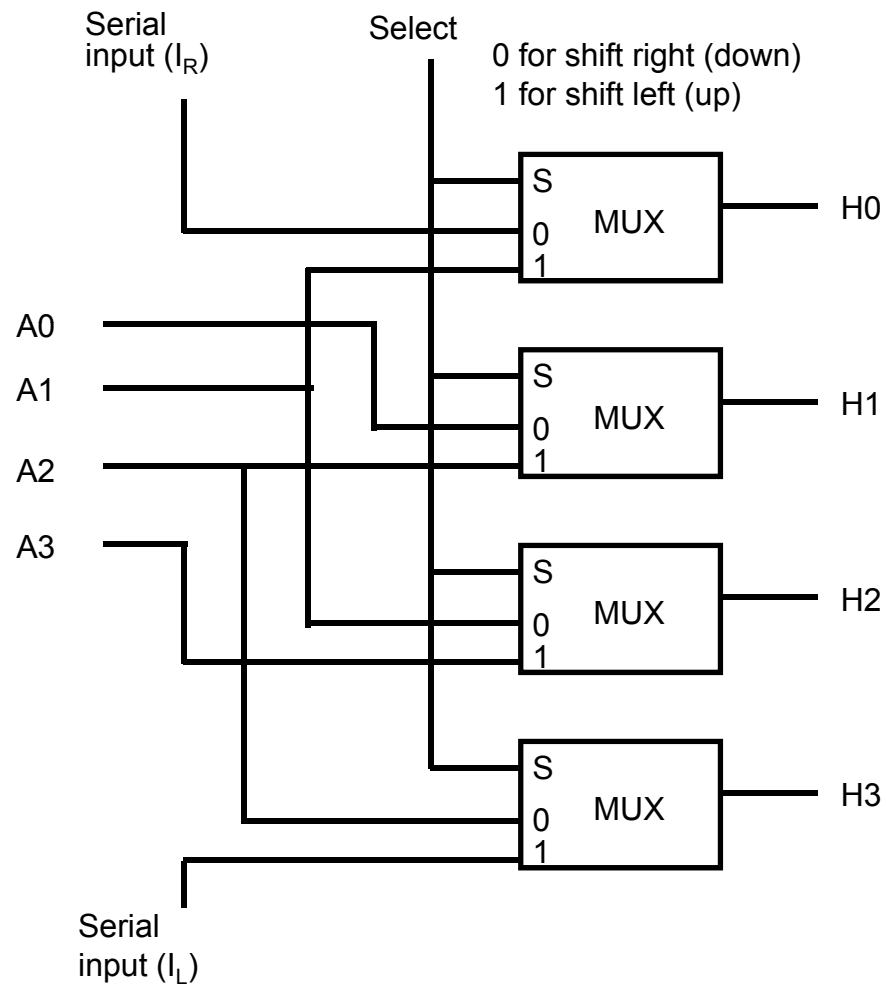 Serial
input (I_R)
Select
0 for shift right (down)
1 for shift left (up)
S
MUX
0
1
H0
A0
A1
A2
A3
S
MUX
0
1
H1
S
MUX
0
1
H2
S
MUX
0
1
H3
Serial
input (I_L)